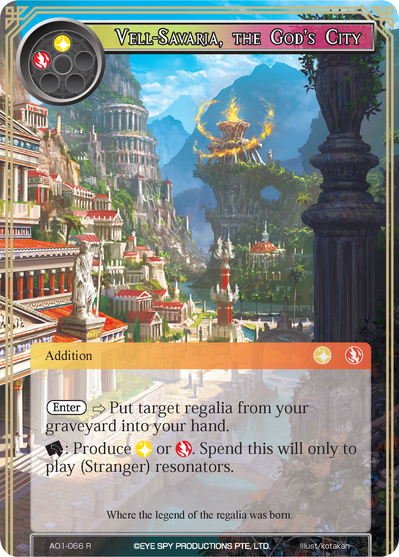 Vell-Savaria, the God's City
Addition
Enter ⇨ Put target regalia from your
graveyard into your hand.
: Produce or . Spend this will only to
play (Stranger) resonators.
Where the legend of the regalia was born.
A01-066 R ©EYE SPY PRODUCTIONS PTE, LTD. Illust/kotakan